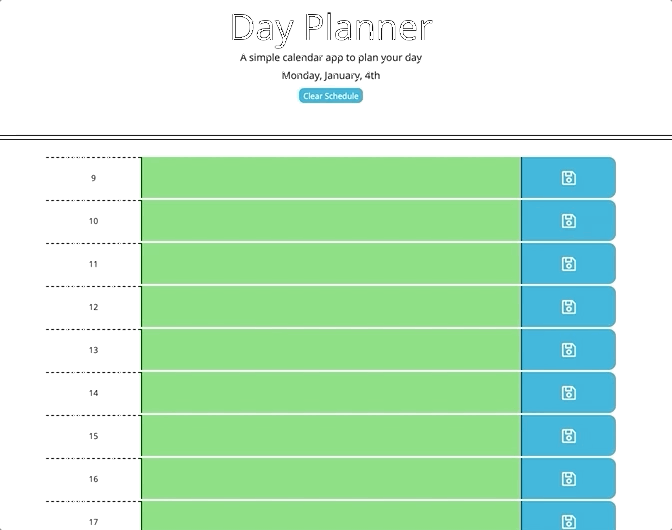 Day Planner
A simple calendar app to plan your day
Monday, January, 4th
Clear Schedule
9
10
11
12
13
14
15
16
17